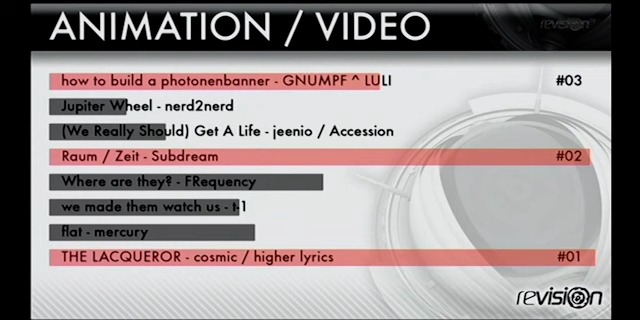 ANIMATION / VIDEO
revision
how to build a photonenbanner - GNUMPF ^ LULI #03
Jupiter Wheel - nerd2nerd
(We Really Should) Get A Life - jeenio / Accession
Raum / Zeit - Subdream #02
Where are they? - FRequency
we made them watch us - t-1
flat - mercury
THE LACQUEROR - cosmic / higher lyrics #01
revision